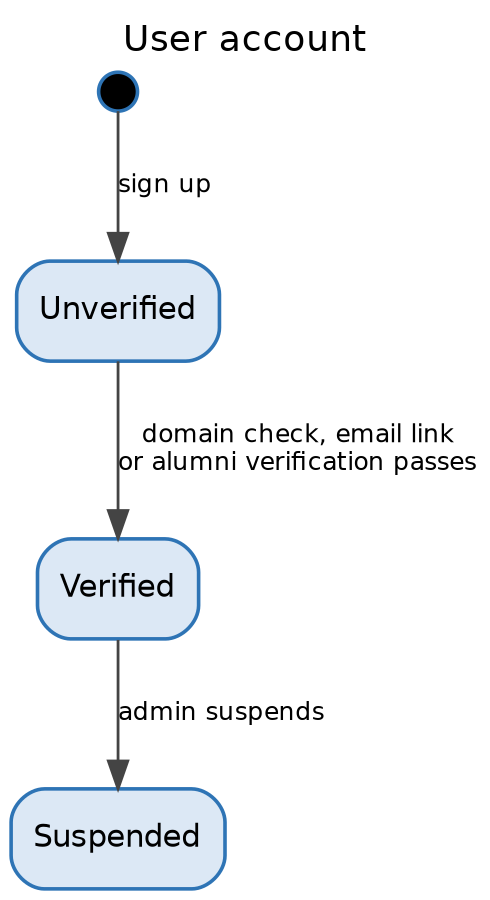 User account
sign up
Unverified
domain check, email link
or alumni verification passes
Verified
admin suspends
Suspended